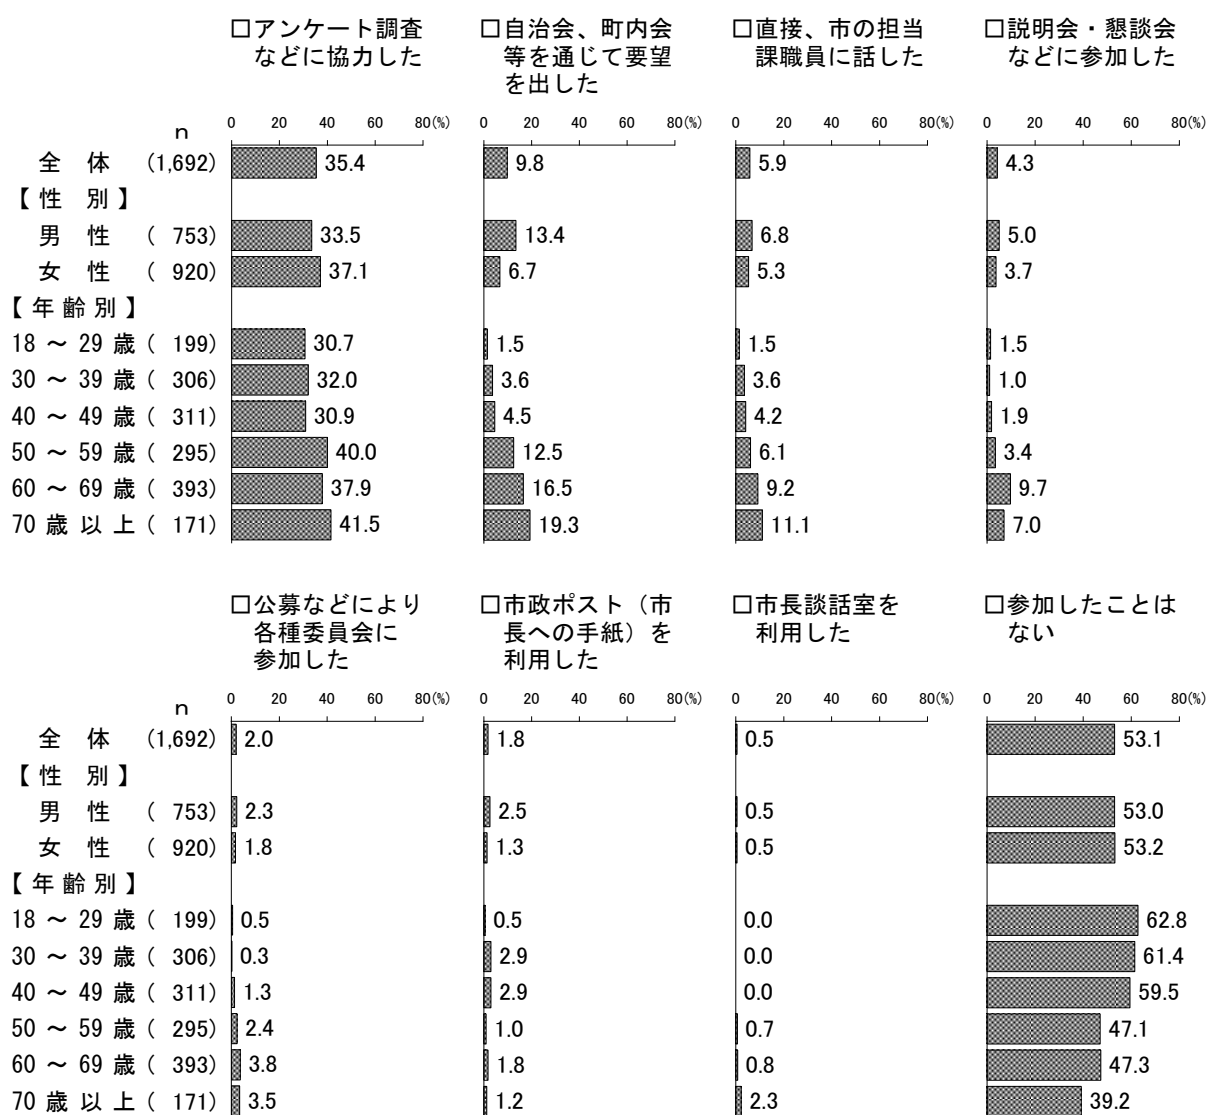 □アンケート調査
などに協力した
□自治会、町内会
等を通じて要望
を出した
□直接、市の担当
課職員に話した
□説明会・懇談会
などに参加した
n 0 20 40 60 80(%) 0 20 40 60 80(%) 0 20 40 60 80(%) 0 20 40 60 80(%)
全 体 (1,692) 35.4 9.8 5.9 4.3
【性 別】
男 性 ( 753) 33.5 13.4 6.8 5.0
女 性 ( 920) 37.1 6.7 5.3 3.7
【年齢別】
18 ～ 29 歳 ( 199) 30.7 1.5 1.5 1.5
30 ～ 39 歳 ( 306) 32.0 3.6 3.6 1.0
40 ～ 49 歳 ( 311) 30.9 4.5 4.2 1.9
50 ～ 59 歳 ( 295) 40.0 12.5 6.1 3.4
60 ～ 69 歳 ( 393) 37.9 16.5 9.2 9.7
70 歳 以 上 ( 171) 41.5 19.3 11.1 7.0
□公募などにより
各種委員会に
参加した
□市政ポスト（市
長への手紙）を
利用した
□市長談話室を
利用した
□参加したことは
ない
n 0 20 40 60 80(%) 0 20 40 60 80(%) 0 20 40 60 80(%) 0 20 40 60 80(%)
全 体 (1,692) 2.0 1.8 0.5 53.1
【性 別】
男 性 ( 753) 2.3 2.5 0.5 53.0
女 性 ( 920) 1.8 1.3 0.5 53.2
【年齢別】
18 ～ 29 歳 ( 199) 0.5 0.5 0.0 62.8
30 ～ 39 歳 ( 306) 0.3 2.9 0.0 61.4
40 ～ 49 歳 ( 311) 1.3 2.9 0.0 59.5
50 ～ 59 歳 ( 295) 2.4 1.0 0.7 47.1
60 ～ 69 歳 ( 393) 3.8 1.8 0.8 47.3
70 歳 以 上 ( 171) 3.5 1.2 2.3 39.2